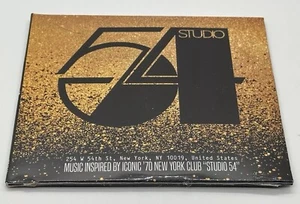 STUDIO
54
254 W 54th St, New York, NY 10019, United States
MUSIC INSPIRED BY ICONIC '70 NEW YORK CLUB "STUDIO 54"